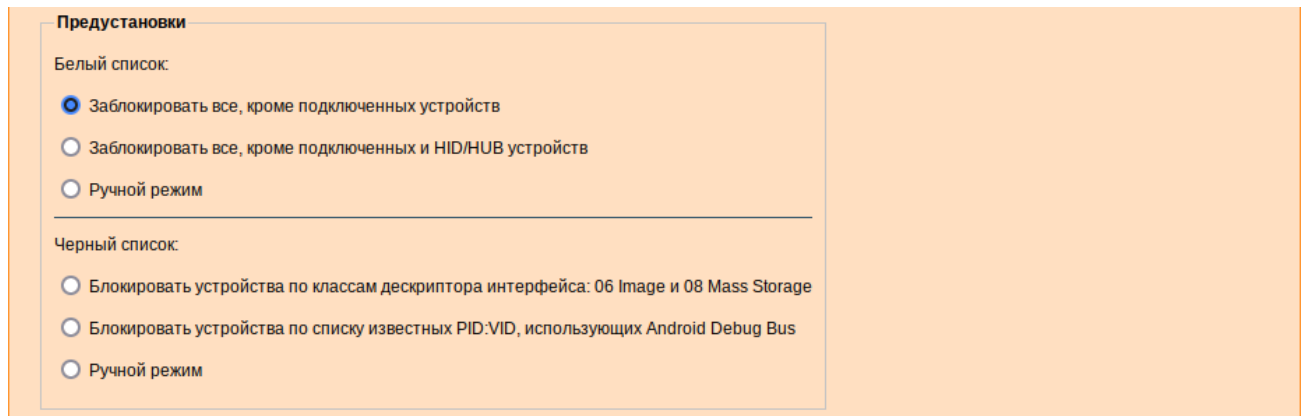 Предустановки
Белый список:
Заблокировать все, кроме подключенных устройств
Заблокировать все, кроме подключенных и HID/HUB устройств
Ручной режим
Черный список:
Блокировать устройства по классам дескриптора интерфейса: 06 Image и 08 Mass Storage
Блокировать устройства по списку известных PID:VID, использующих Android Debug Bus
Ручной режим